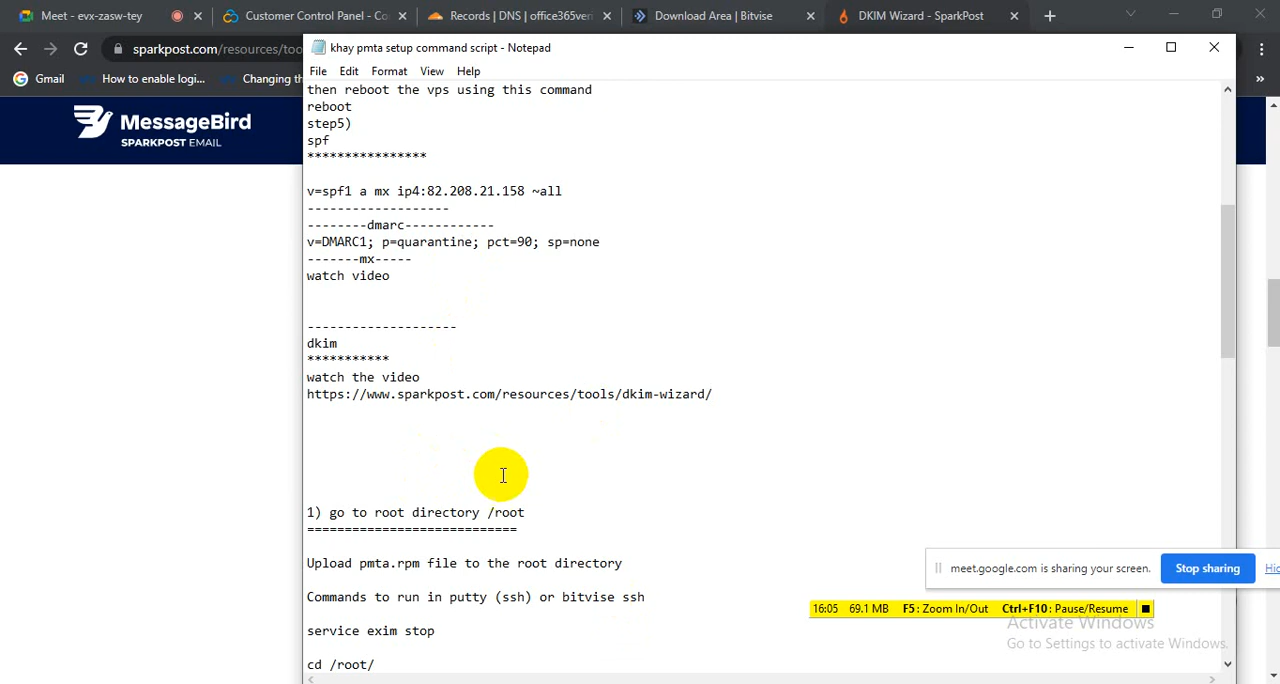 Meet - evx-zasw-tey
Customer Control Panel - Co
Records | DNS | office365veri
Download Area | Bitvise
DKIM Wizard - SparkPost
sparkpost.com/resources/too
Gmail
How to enable logi...
Changing th
MessageBird
SPARKPOST EMAIL
khay pmta setup command script - Notepad
File Edit Format View Help
then reboot the vps using this command
reboot
step5)
spf
****************
v=spf1 a mx ip4:82.208.21.158 ~all
-------------------
--------dmarc------------
v=DMARC1; p=quarantine; pct=90; sp=none
-------mx-----
watch video
--------------------
dkim
***********
watch the video
https://www.sparkpost.com/resources/tools/dkim-wizard/
1) go to root directory /root
============================
Upload pmta.rpm file to the root directory
Commands to run in putty (ssh) or bitvise ssh
service exim stop
cd /root/
meet.google.com is sharing your screen.
Stop sharing
Hid
16:05 69.1 MB F5: Zoom In/Out Ctrl+F10: Pause/Resume
Activate Windows
Go to Settings to activate Windows.